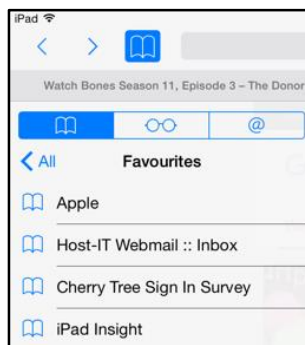 iPad
Watch Bones Season 11, Episode 3 – The Donor
@
All Favourites
Apple
Host-IT Webmail :: Inbox
Cherry Tree Sign In Survey
iPad Insight